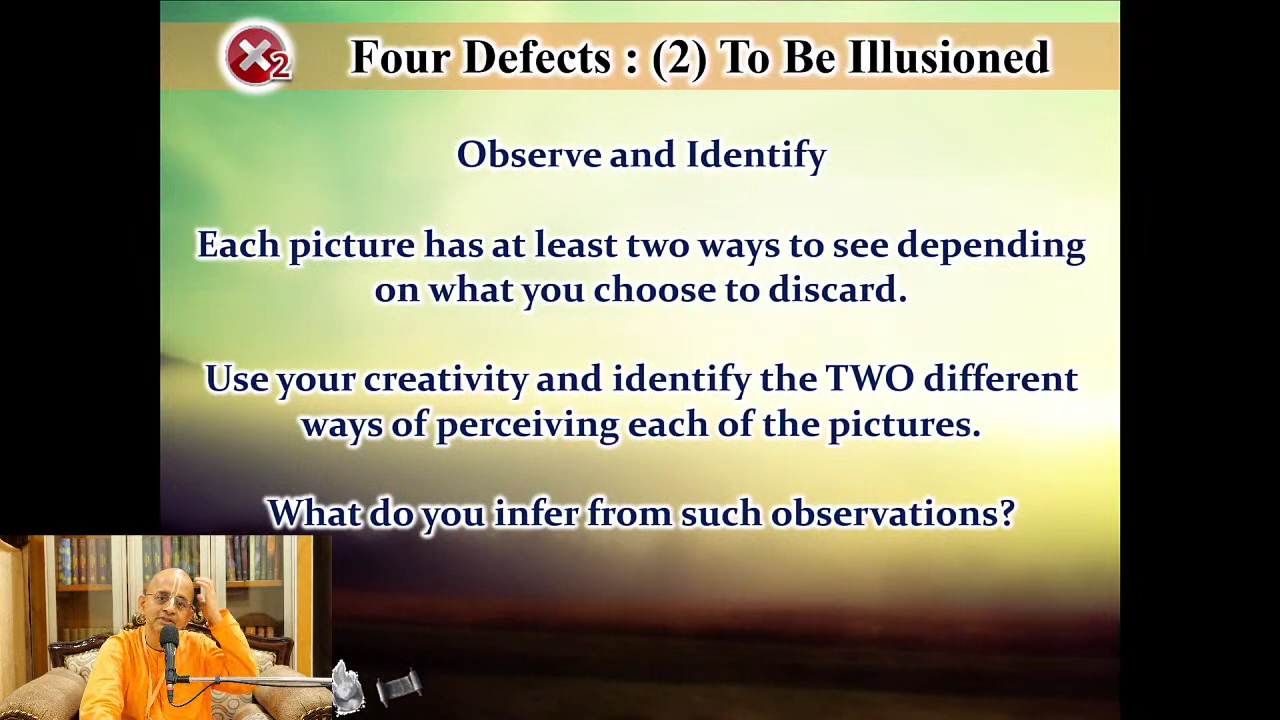 Four Defects : (2) To Be Illusioned
2
Observe and Identify
Each picture has at least two ways to see depending
on what you choose to discard.
Use your creativity and identify the TWO different
ways of perceiving each of the pictures.
What do you infer from such observations?